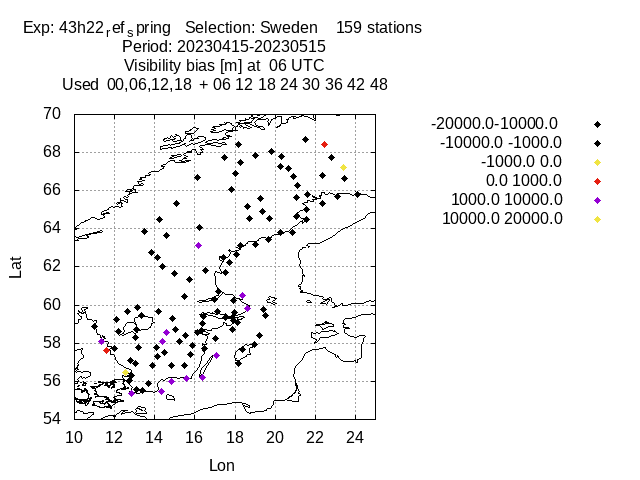 Exp: 43h22refspring   Selection: Sweden    159 stations
Period: 20230415-20230515
Visibility bias [m] at  06 UTC
Used  00,06,12,18  + 06 12 18 24 30 36 42 48
70
68
66
64
62
60
58
56
54
Lat
10 12 14 16 18 20 22 24
Lon
-20000.0-10000.0
-10000.0 -1000.0
-1000.0 0.0
0.0 1000.0
1000.0 10000.0
10000.0 20000.0